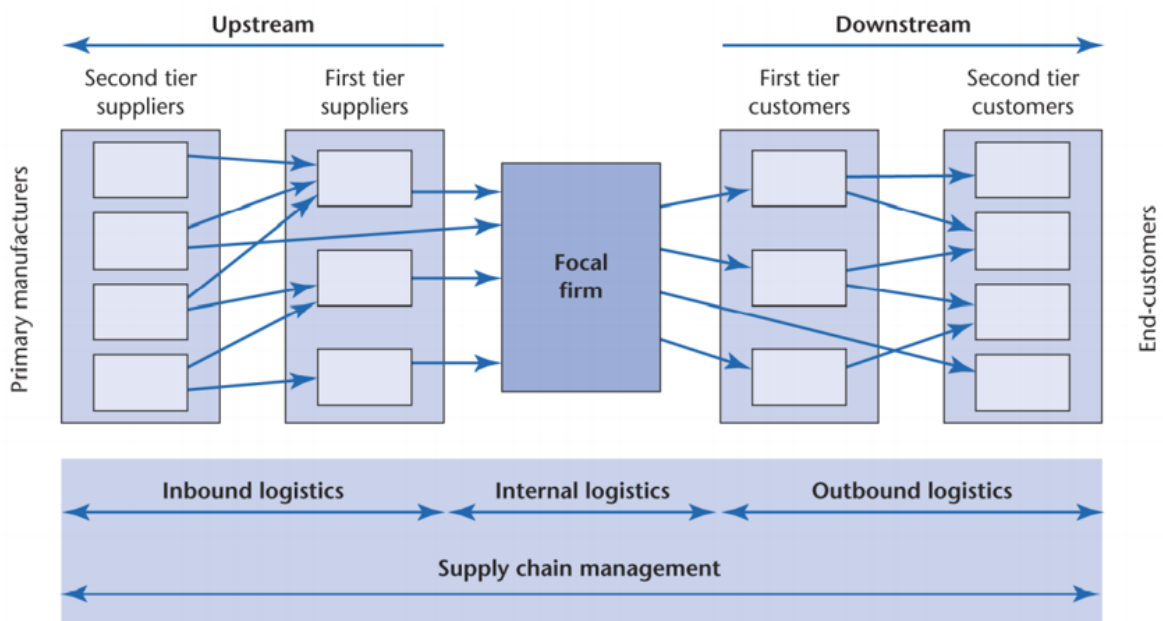 Upstream
Downstream
Second tier
suppliers
First tier
suppliers
First tier
customers
Second tier
customers
Primary manufacturers
Focal
firm
End-customers
Inbound logistics
Internal logistics
Outbound logistics
Supply chain management